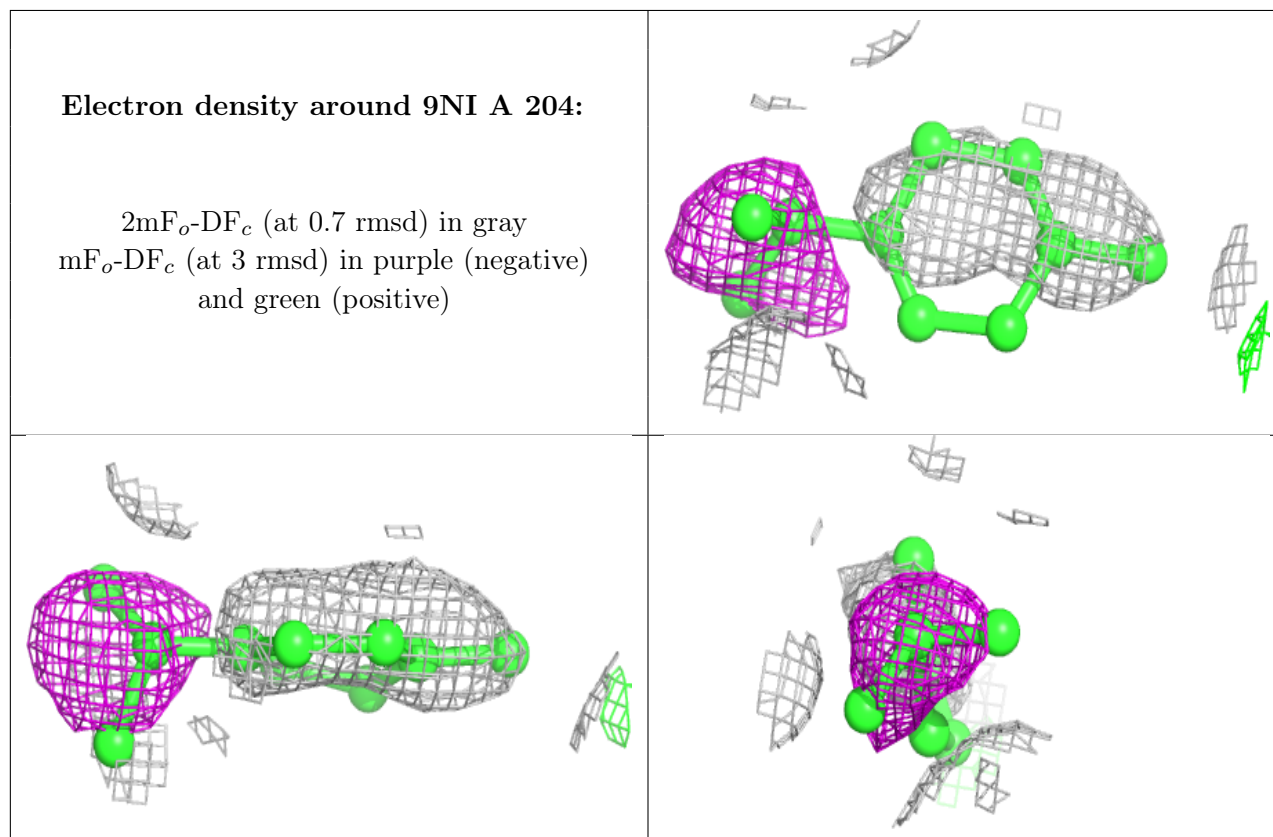 Electron density around 9NI A 204:
2mFo-DFc (at 0.7 rmsd) in gray
mFo-DFc (at 3 rmsd) in purple (negative)
and green (positive)